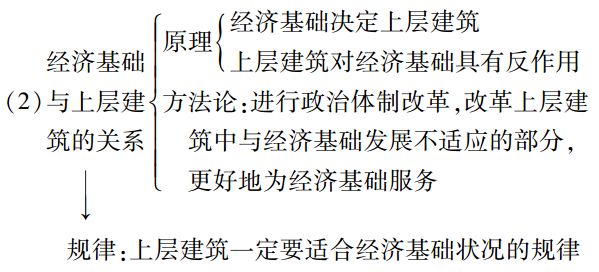 经济基础决定上层建筑
原理
上层建筑对经济基础具有反作用
经济基础
(2)与上层建
筑的关系
方法论:进行政治体制改革,改革上层建
筑中与经济基础发展不适应的部分,
更好地为经济基础服务
规律:上层建筑一定要适合经济基础状况的规律